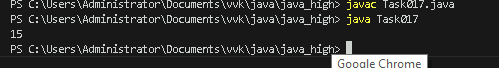 PS C:\Users\Administrator\Documents\vvk\java\java_high> javac Task017.java
PS C:\Users\Administrator\Documents\vvk\java\java_high> java Task017
15
PS C:\Users\Administrator\Documents\vvk\java\java_high>
Google Chrome